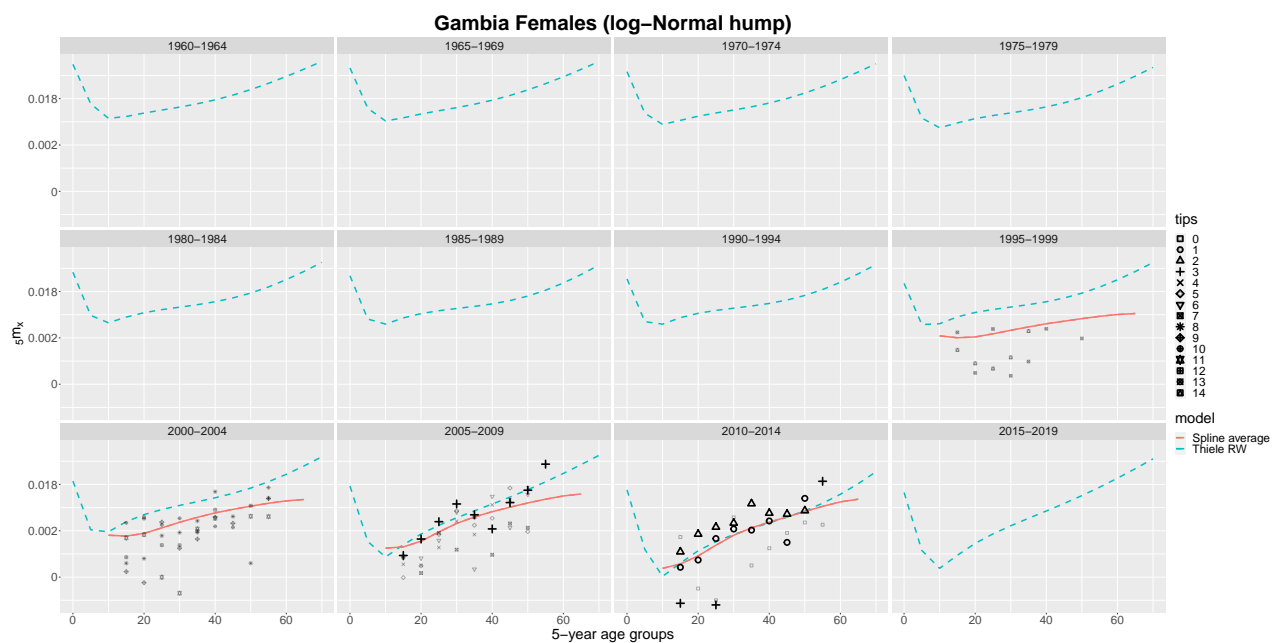 Gambia Females (log−Normal hump)
1960−1964 1965−1969 1970−1974 1975−1979
0.018
0.002
0
1980−1984 1985−1989 1990−1994 1995−1999
0.018
0.002
0
2000−2004 2005−2009 2010−2014 2015−2019
0.018
0.002
0
0 20 40 60 0 20 40 60 0 20 40 60 0 20 40 60
5−year age groups
5mx
tips
0
1
2
3
4
5
6
7
8
9
10
11
12
13
14
model
Spline average
Thiele RW